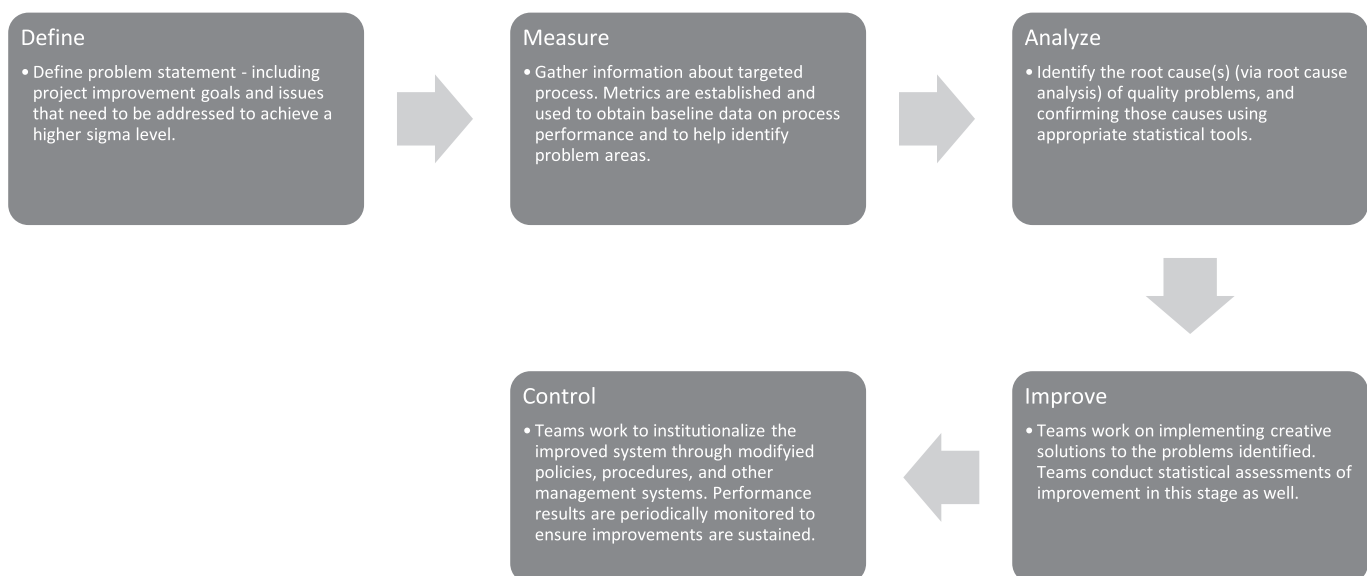 Define
• Define problem statement - including
project improvement goals and issues
that need to be addressed to achieve a
higher sigma level.
Measure
• Gather information about targeted
process. Metrics are established and
used to obtain baseline data on process
performance and to help identify
problem areas.
Analyze
• Identify the root cause(s) (via root cause
analysis) of quality problems, and
confirming those causes using
appropriate statistical tools.
Improve
• Teams work on implementing creative
solutions to the problems identified.
Teams conduct statistical assessments of
improvement in this stage as well.
Control
• Teams work to institutionalize the
improved system through modifyied
policies, procedures, and other
management systems. Performance
results are periodically monitored to
ensure improvements are sustained.